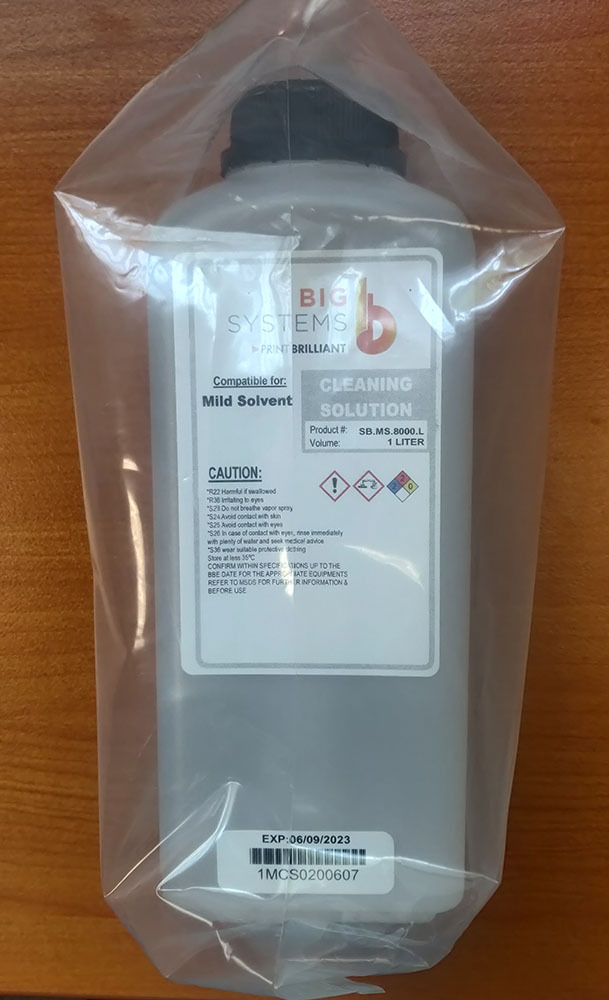 BIG
SYSTEMS
PRINT BRILLIANT
Compatible for:
Mild Solvent
CLEANING
SOLUTION
Product #: SB.MS.8000.L
Volume: 1 LITER
CAUTION:
*R22 Harmful if swallowed
*R36 Irritating to eyes
*S23 Do not breathe vapor spray
*S24 Avoid contact with skin
*S25 Avoid contact with eyes
*S26 In case of contact with eyes, rinse immediately
with plenty of water and seek medical advice
*S36 wear suitable protective clothing
Store at less 35ºC
CONFIRM WITHIN SPECIFICATIONS UP TO THE
BBE DATE FOR THE APPROPRIATE EQUIPMENTS
REFER TO MSDS FOR FURTHER INFORMATION &
BEFORE USE
2
2 0
EXP:06/09/2023
1MCS0200607